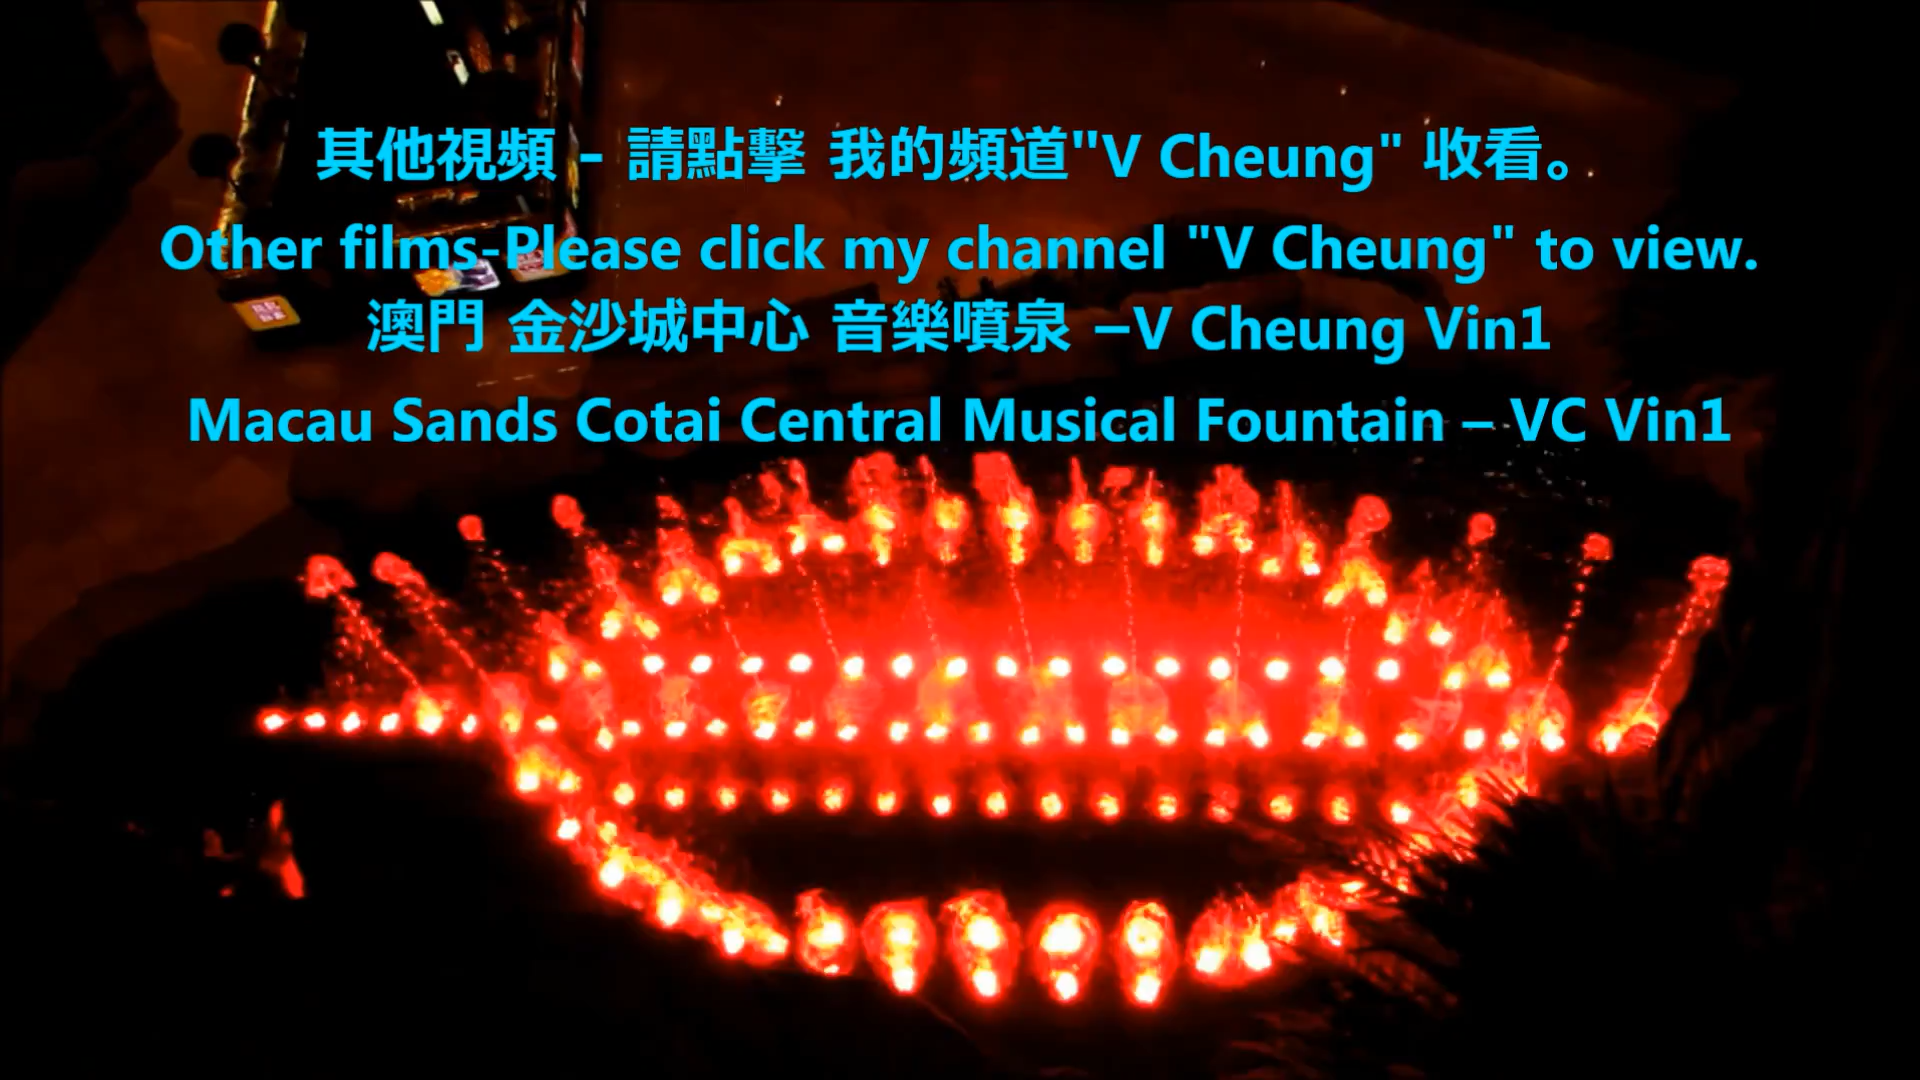 其他視頻 - 請點擊 我的頻道"V Cheung" 收看。
Other films-Please click my channel "V Cheung" to view.
澳門 金沙城中心 音樂噴泉 –V Cheung Vin1
Macau Sands Cotai Central Musical Fountain – VC Vin1